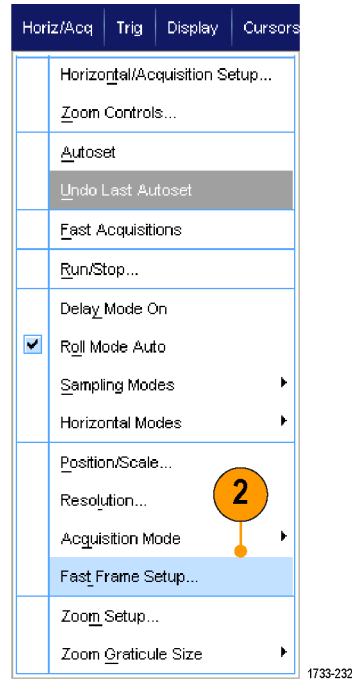 Horiz/Acq Trig Display Cursors
Horizontal/Acquisition Setup...
Zoom Controls...
Autoset
Undo Last Autoset
Fast Acquisitions
Run/Stop...
Delay Mode On
Roll Mode Auto
Sampling Modes
Horizontal Modes
Position/Scale...
Resolution...
2
Acquisition Mode
Fast Frame Setup...
Zoom Setup...
Zoom Graticule Size
1733-232